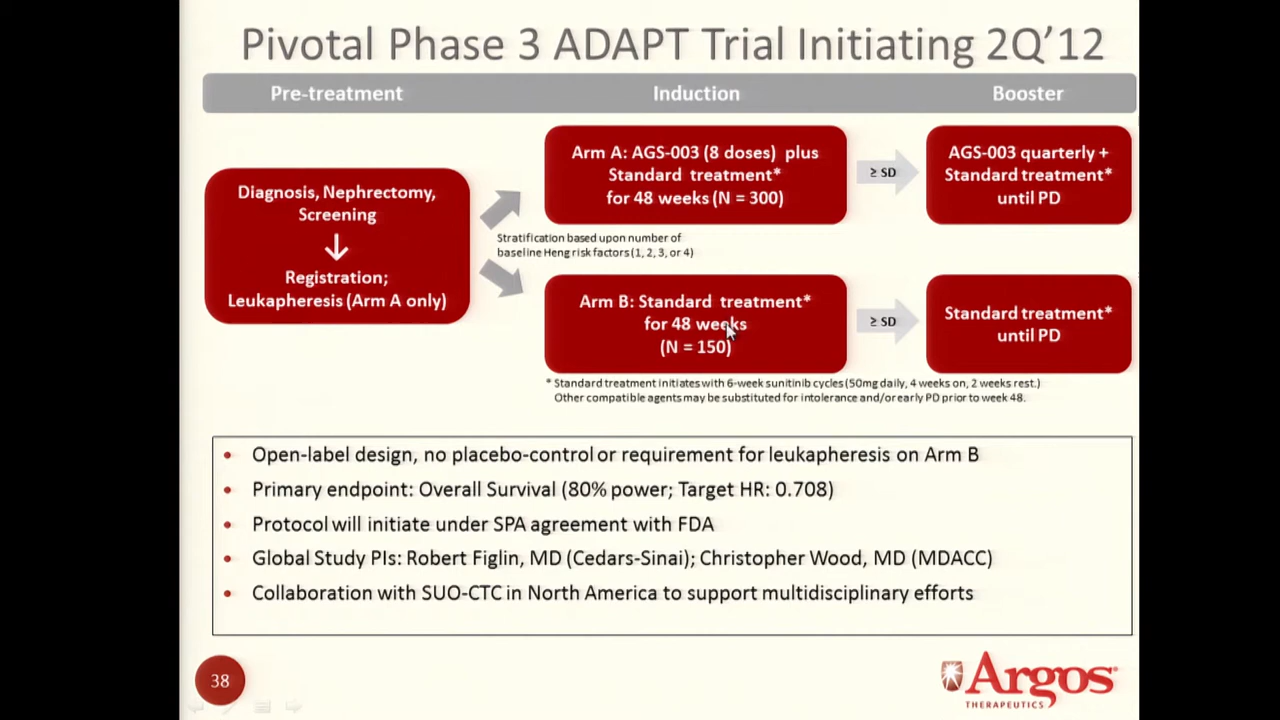 Pivotal Phase 3 ADAPT Trial Initiating 2Q'12
Pre-treatment
Induction
Booster
Diagnosis, Nephrectomy,
Screening
Registration;
Leukapheresis (Arm A only)
Stratification based upon number of
baseline Heng risk factors (1, 2, 3, or 4)
Arm A: AGS-003 (8 doses) plus
Standard treatment*
for 48 weeks (N = 300)
≥ SD
AGS-003 quarterly +
Standard treatment*
until PD
Arm B: Standard treatment*
for 48 weeks
(N = 150)
≥ SD
Standard treatment*
until PD
* Standard treatment initiates with 6-week sunitinib cycles (50mg daily, 4 weeks on, 2 weeks rest.)
Other compatible agents may be substituted for intolerance and/or early PD prior to week 48.
• Open-label design, no placebo-control or requirement for leukapheresis on Arm B
• Primary endpoint: Overall Survival (80% power; Target HR: 0.708)
• Protocol will initiate under SPA agreement with FDA
• Global Study PIs: Robert Figlin, MD (Cedars-Sinai); Christopher Wood, MD (MDACC)
• Collaboration with SUO-CTC in North America to support multidisciplinary efforts
38
Argos
THERAPEUTICS